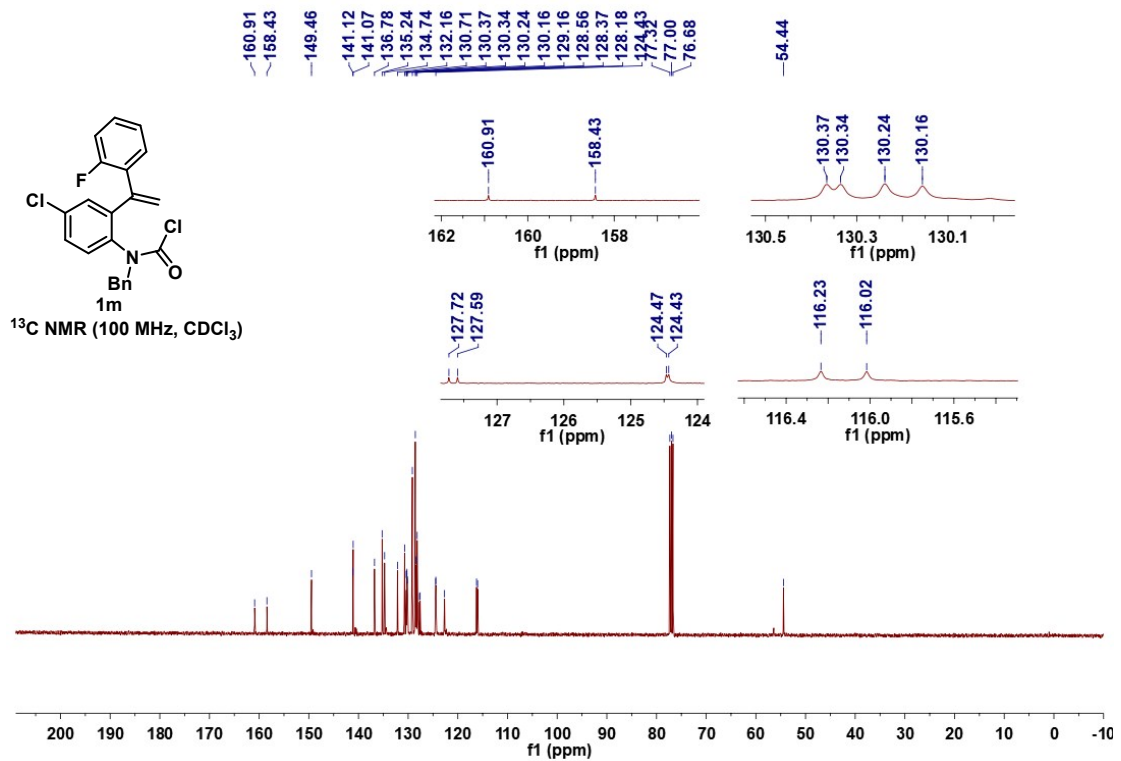 160.91
158.43
149.46
141.12
141.07
136.78
135.24
134.74
132.16
130.71
130.37
130.34
130.24
130.16
129.16
128.56
128.37
128.18
124.43
77.32
77.00
76.68
54.44
160.91
158.43
162 160 158
f1 (ppm)
130.37
130.34
130.24
130.16
130.5 130.3 130.1
f1 (ppm)
F
Cl
Cl
N
O
Bn
1m
¹³C NMR (100 MHz, CDCl₃)
127.72
127.59
124.47
124.43
127 126 125 124
f1 (ppm)
116.23
116.02
116.4 116.0 115.6
f1 (ppm)
200 190 180 170 160 150 140 130 120 110 100 90 80 70 60 50 40 30 20 10 0 -10
f1 (ppm)